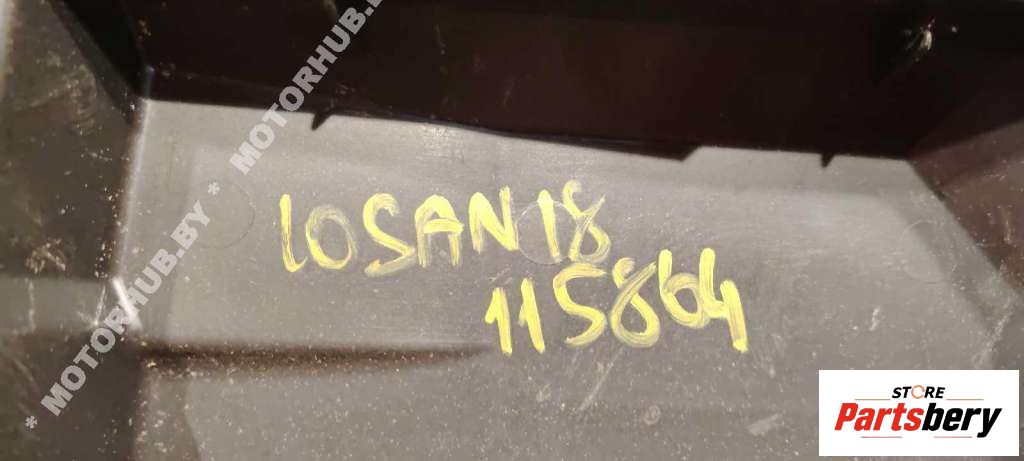 * MOTORHUB.BY * MOTORHUB.BY
LOSAN18
115864
STORE
Partsbery